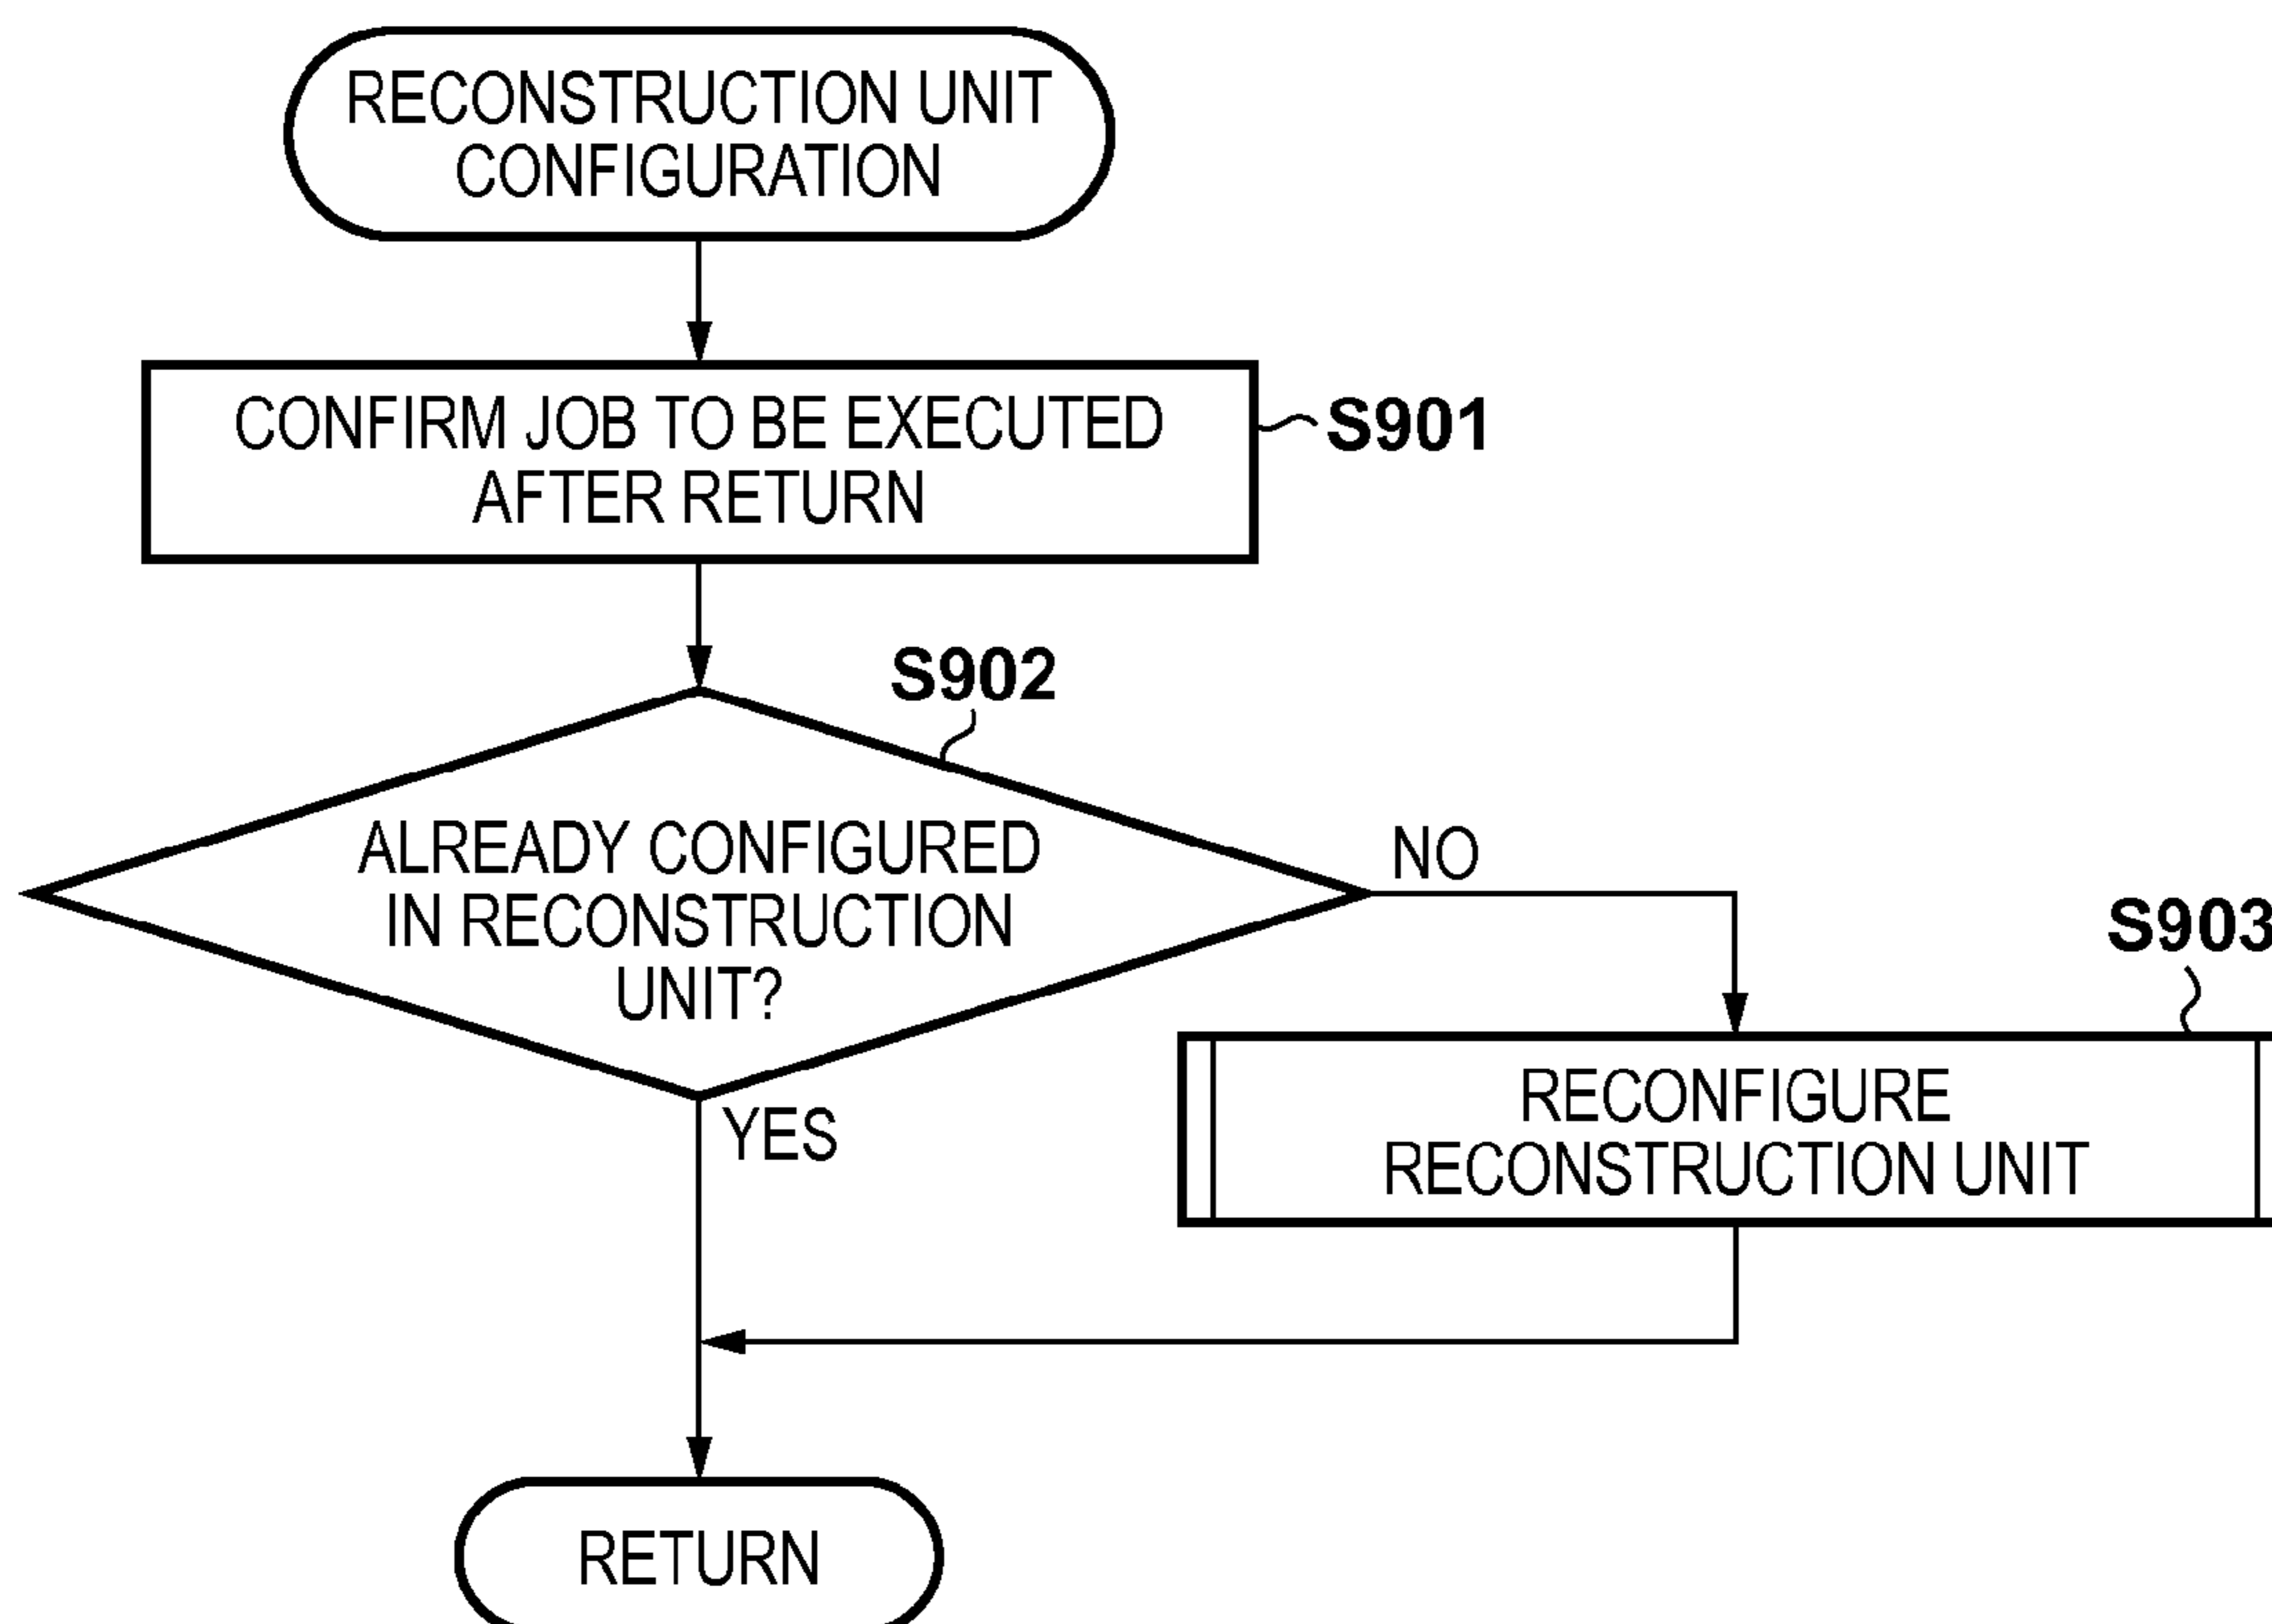 RECONSTRUCTION UNIT
CONFIGURATION
CONFIRM JOB TO BE EXECUTED
AFTER RETURN
S901
S902
ALREADY CONFIGURED
IN RECONSTRUCTION
UNIT?
NO
YES
S903
RECONFIGURE
RECONSTRUCTION UNIT
RETURN